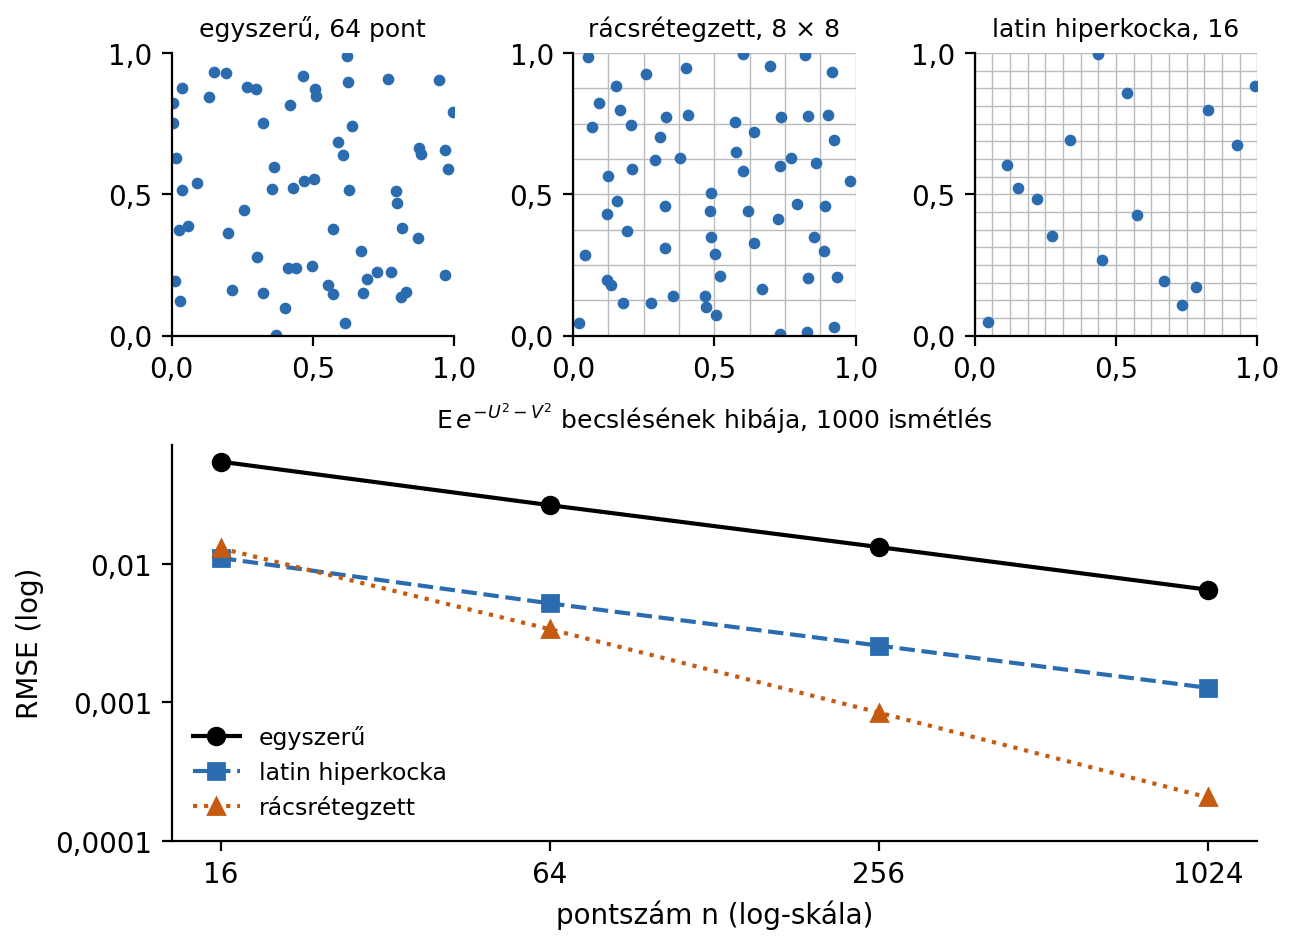 egyszerű, 64 pont
rácsrétegzett, 8 × 8
latin hiperkocka, 16
1,0
0,5
0,0
0,0 0,5 1,0
1,0
0,5
0,0
0,0 0,5 1,0
1,0
0,5
0,0
0,0 0,5 1,0
E e^{-U^2-V^2} becslésének hibája, 1000 ismétlés
RMSE (log)
0,01
0,001
0,0001
egyszerű
latin hiperkocka
rácsrétegzett
16 64 256 1024
pontszám n (log-skála)